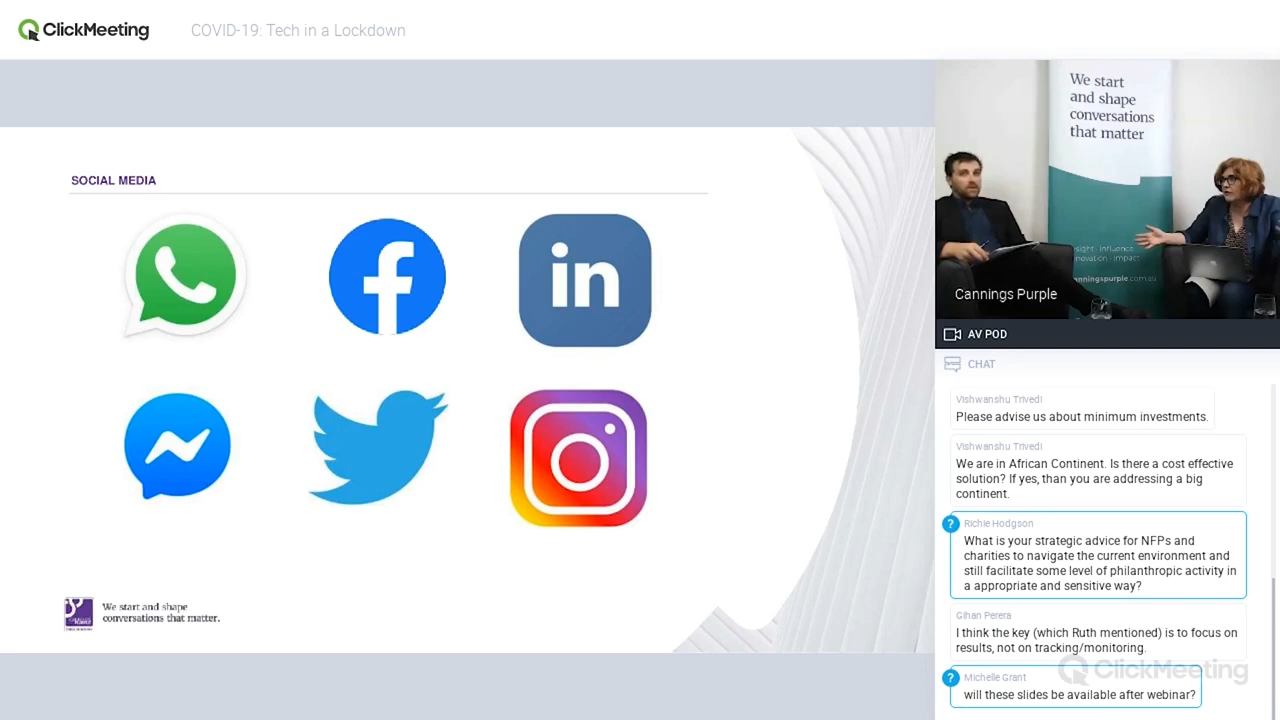 ClickMeeting
COVID-19: Tech in a Lockdown
SOCIAL MEDIA
in
We start and shape
conversations that matter.
We start
and shape
conversations
that matter
Influence
Impact
Cannings Purple
AV POD
CHAT
Vishwanshu Trivedi
Please advise us about minimum investments.
Vishwanshu Trivedi
We are in African Continent. Is there a cost effective
solution? If yes, than you are addressing a big
continent.
?
Richie Hodgson
What is your strategic advice for NFPs and
charities to navigate the current environment and
still facilitate some level of philanthropic activity in
a appropriate and sensitive way?
Gihan Perera
I think the key (which Ruth mentioned) is to focus on
results, not on tracking/monitoring.
ClickMeeting
?
Michelle Grant
will these slides be available after webinar?